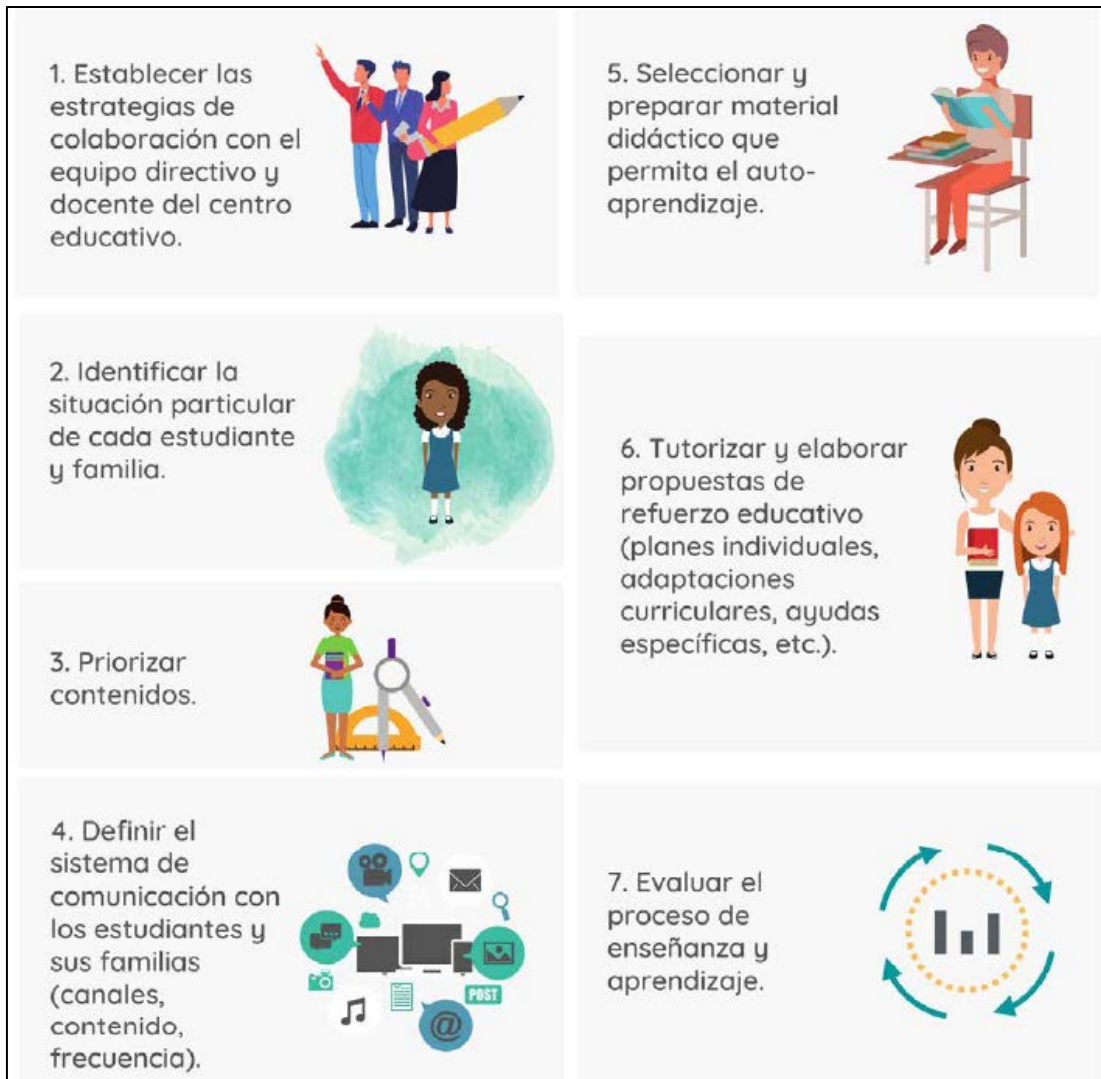 1. Establecer las
estrategias de
colaboración con el
equipo directivo y
docente del centro
educativo.
2. Identificar la
situación particular
de cada estudiante
y familia.
3. Priorizar
contenidos.
4. Definir el
sistema de
comunicación con
los estudiantes y
sus familias
(canales,
contenido,
frecuencia).
@
POST
5. Seleccionar y
preparar material
didáctico que
permita el auto-
aprendizaje.
6. Tutorizar y elaborar
propuestas de
refuerzo educativo
(planes individuales,
adaptaciones
curriculares, ayudas
específicas, etc.).
7. Evaluar el
proceso de
enseñanza y
aprendizaje.